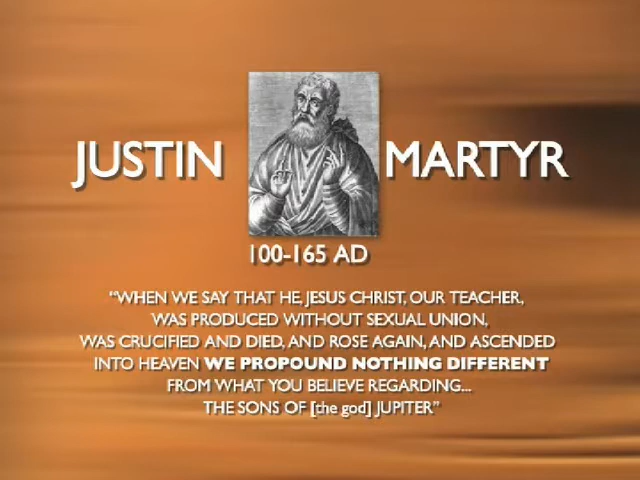 JUSTIN MARTYR
100-165 AD
"WHEN WE SAY THAT HE, JESUS CHRIST, OUR TEACHER,
WAS PRODUCED WITHOUT SEXUAL UNION,
WAS CRUCIFIED AND DIED, AND ROSE AGAIN, AND ASCENDED
INTO HEAVEN WE PROPOUND NOTHING DIFFERENT
FROM WHAT YOU BELIEVE REGARDING...
THE SONS OF [the god] JUPITER"